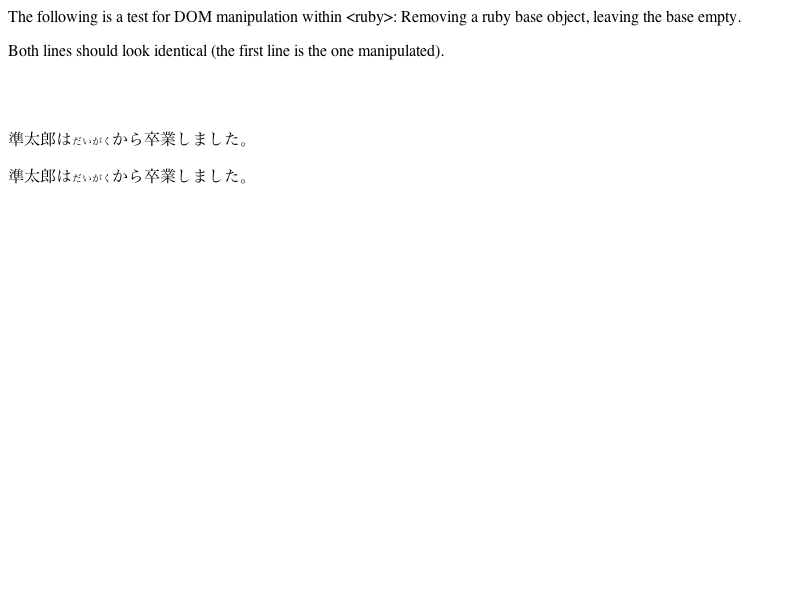 The following is a test for DOM manipulation within <ruby>: Removing a ruby base object, leaving the base empty.
Both lines should look identical (the first line is the one manipulated).
準太郎はだいがくから卒業しました。
準太郎はだいがくから卒業しました。